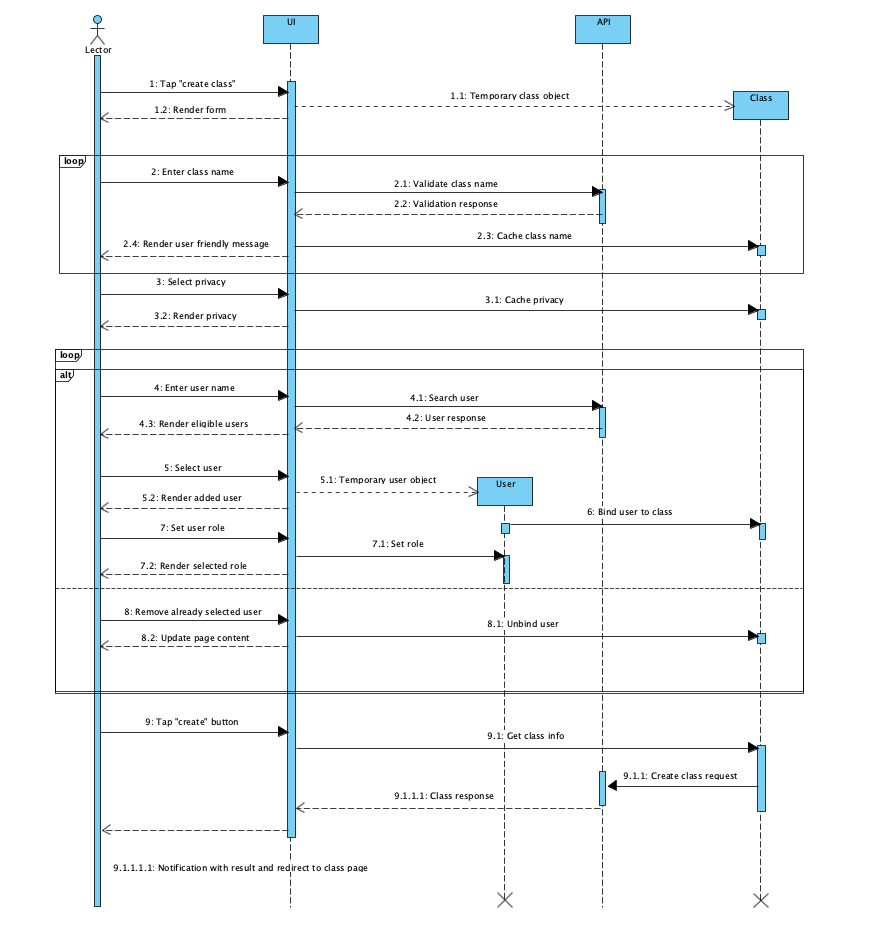 UI
API
Lector
1: Tap "create class"
1.1: Temporary class object
Class
1.2: Render form
loop
2: Enter class name
2.1: Validate class name
2.2: Validation response
2.3: Cache class name
2.4: Render user friendly message
3: Select privacy
3.1: Cache privacy
3.2: Render privacy
loop
alt
4: Enter user name
4.1: Search user
4.2: User response
4.3: Render eligible users
5: Select user
5.1: Temporary user object
User
5.2: Render added user
6: Bind user to class
7: Set user role
7.1: Set role
7.2: Render selected role
8: Remove already selected user
8.1: Unbind user
8.2: Update page content
9: Tap "create" button
9.1: Get class info
9.1.1: Create class request
9.1.1.1: Class response
9.1.1.1.1: Notification with result and redirect to class page